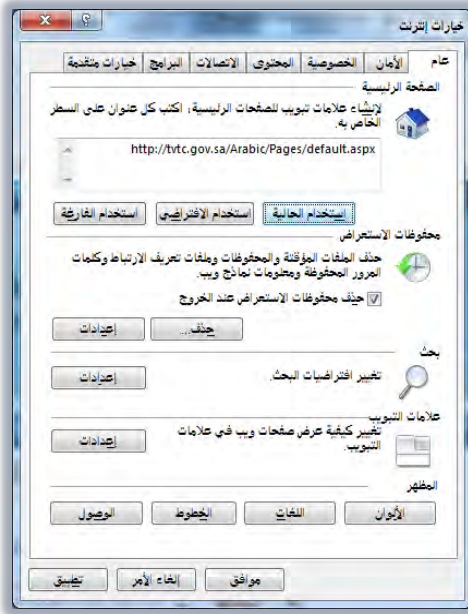 خيارات إنترنت
عام الأمان الخصوصية المحتوى الاتصالات البرامج خيارات متقدمة
الصفحة الرئيسية
لإنشاء علامات تبويب للصفحات الرئيسية، اكتب كل عنوان على السطر
الخاص به.
http://tvtc.gov.sa/Arabic/Pages/default.aspx
إستخدام الحالية استخدام الافتراضي استخدام الفارغة
محفوظات الاستعراض
حذف الملفات المؤقتة والمحفوظات وملفات تعريف الارتباط وكلمات
المرور المحفوظة ومعلومات نماذج ويب.
حذف محفوظات الاستعراض عند الخروج
حذف... إعدادات
بحث
تغيير افتراضيات البحث. إعدادات
علامات التبويب
تغيير كيفية عرض صفحات ويب في علامات
التبويب. إعدادات
المظهر
الألوان اللغات الخطوط الوصول
موافق إلغاء الأمر تطبيق